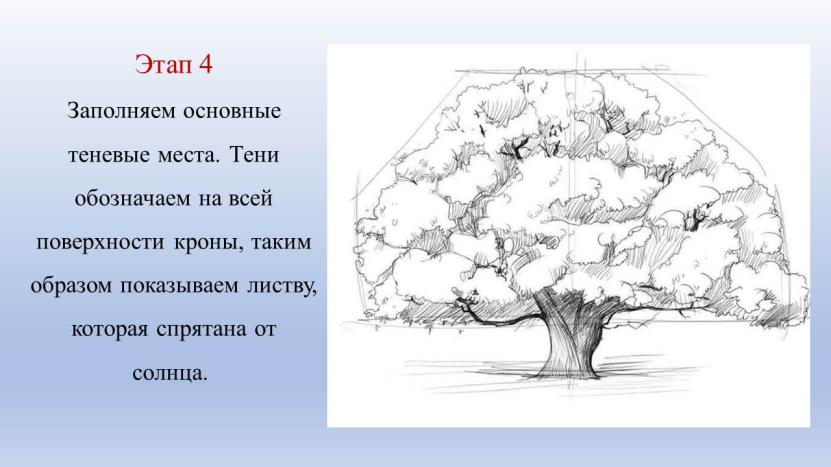 Этап 4
Заполняем основные
теневые места. Тени
обозначаем на всей
поверхности кроны, таким
образом показываем листву,
которая спрятана от
солнца.